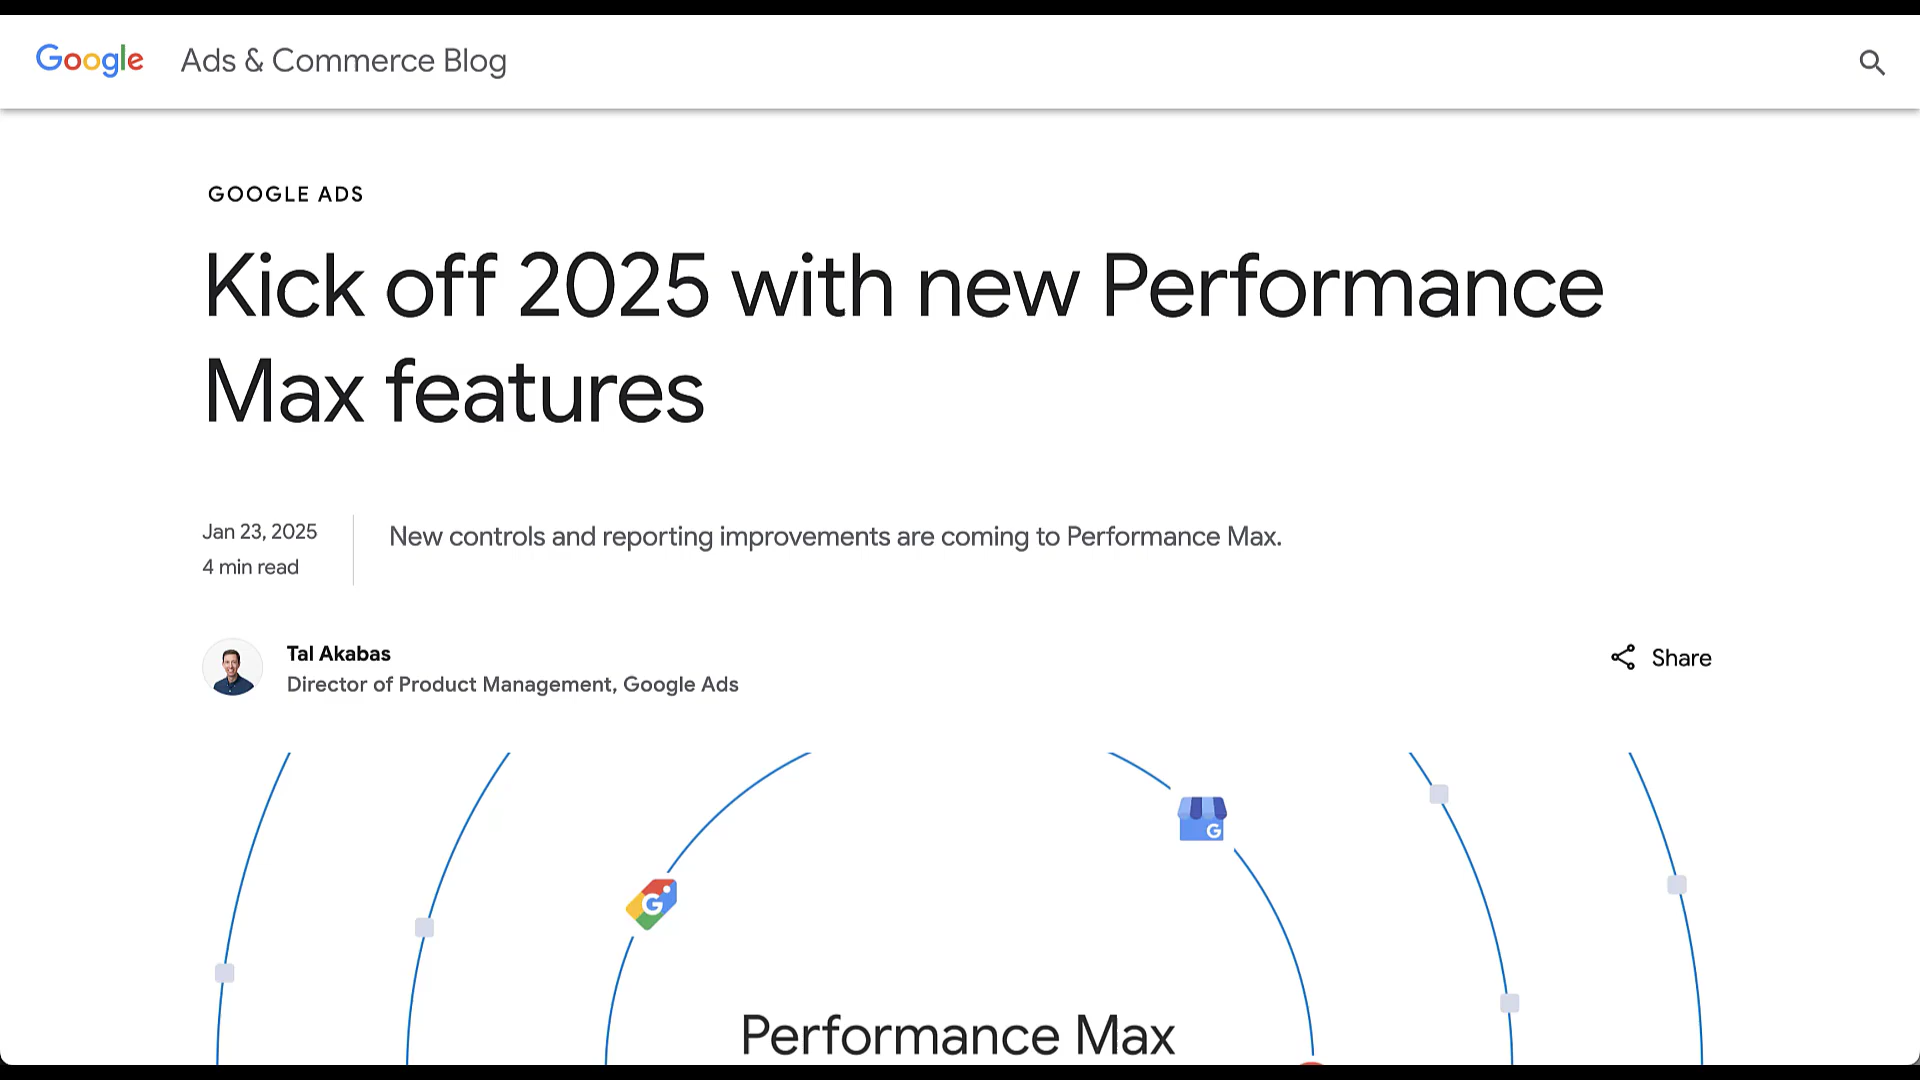 Google Ads & Commerce Blog
GOOGLE ADS
Kick off 2025 with new Performance
Max features
Jan 23, 2025
4 min read
New controls and reporting improvements are coming to Performance Max.
Tal Akabas
Director of Product Management, Google Ads
Share
G
G
Performance Max